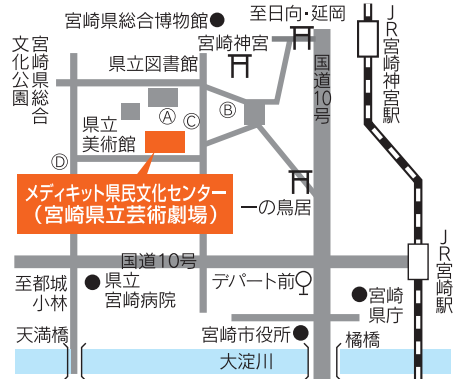 宮崎県総合博物館
至日向・延岡
宮崎神宮
県立図書館
宮崎県総合
文化公園
国道10号
JR宮崎神宮駅
Ⓐ
Ⓑ
Ⓒ
県立
美術館
Ⓓ
メディキット県民文化センター
(宮崎県立芸術劇場)
一の鳥居
国道10号
JR宮崎駅
至都城
小林
県立
宮崎病院
デパート前
宮崎
県庁
天満橋
宮崎市役所
橘橋
大淀川